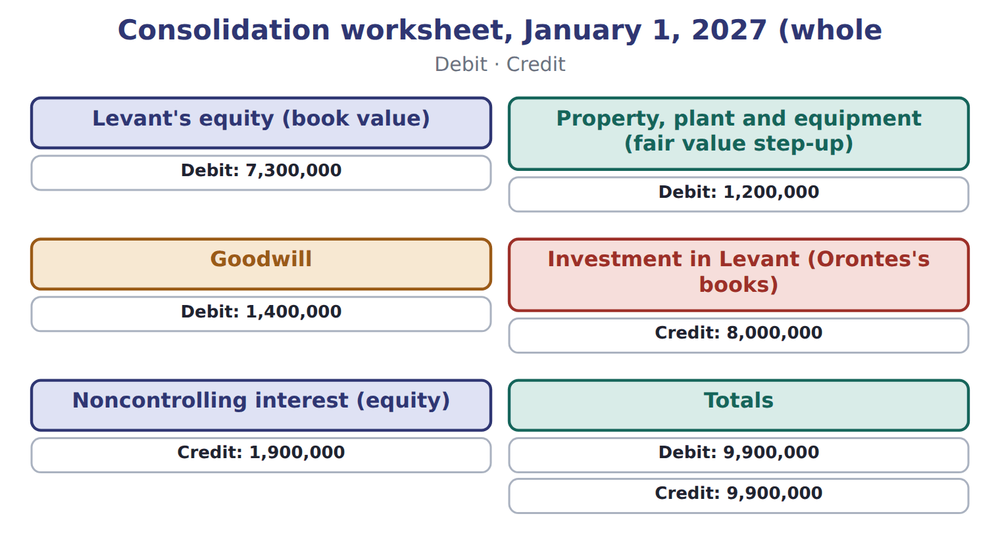 Consolidation worksheet, January 1, 2027 (whole
Debit · Credit
Levant's equity (book value)
Debit: 7,300,000
Property, plant and equipment
(fair value step-up)
Debit: 1,200,000
Goodwill
Debit: 1,400,000
Investment in Levant (Orontes's
books)
Credit: 8,000,000
Noncontrolling interest (equity)
Credit: 1,900,000
Totals
Debit: 9,900,000
Credit: 9,900,000